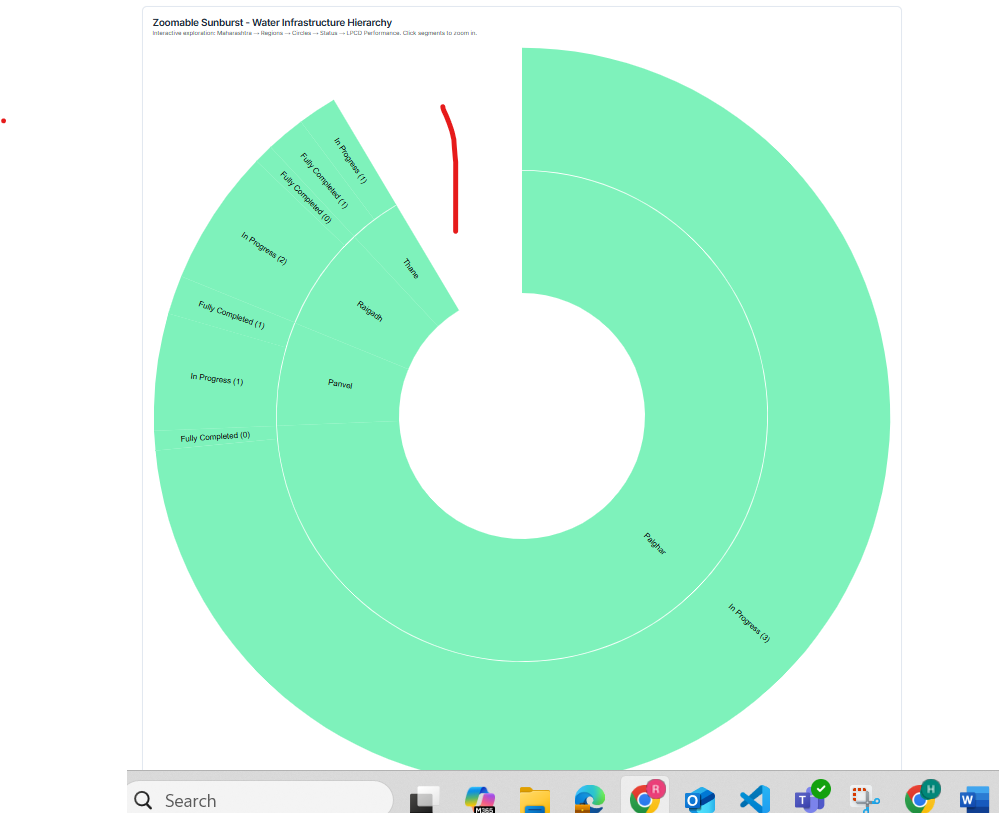 Zoomable Sunburst - Water Infrastructure Hierarchy
Interactive exploration: Maharashtra → Regions → Circles → Status → LPCD Performance. Click segments to zoom in.
In Progress (1)
Fully Completed (1)
Fully Completed (0)
In Progress (2)
Fully Completed (1)
In Progress (1)
Fully Completed (0)
Thane
Raigadh
Panvel
Palghar
In Progress (3)
Search
M365
R
H